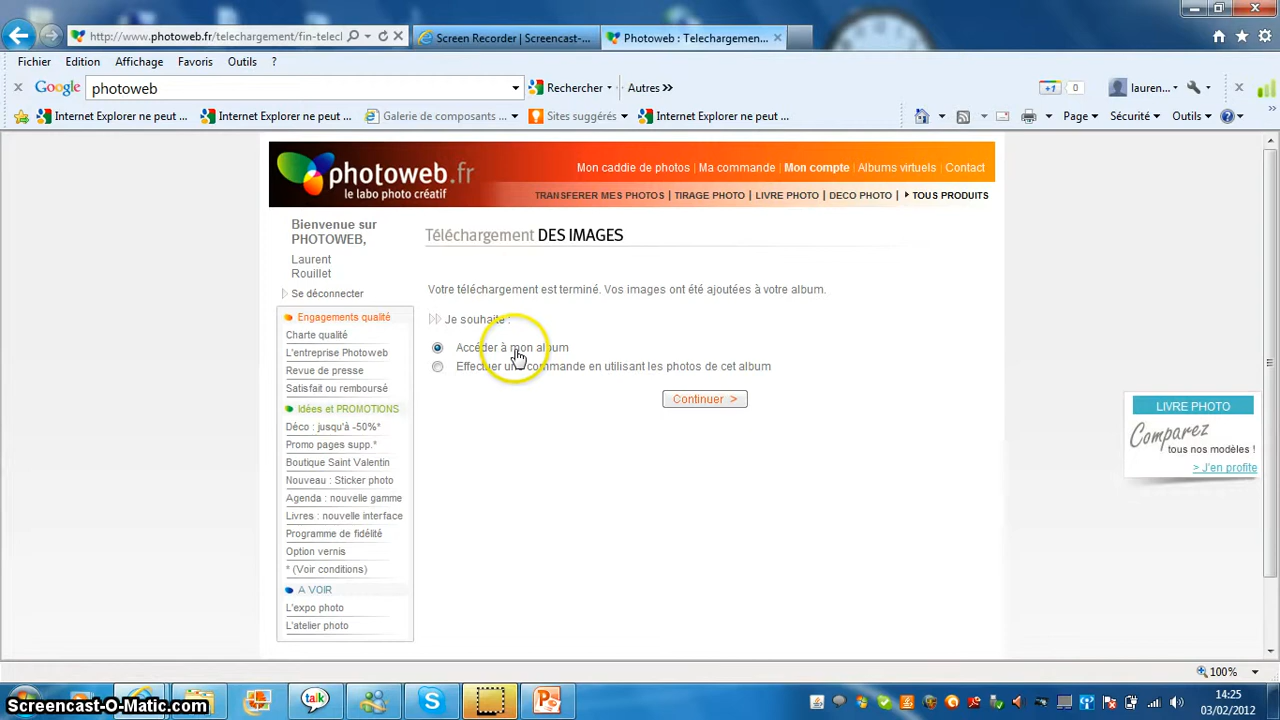 http://www.photoweb.fr/telechargement/fin-telecl
Screen Recorder | Screencast-...
Photoweb : Telechargemen...
Fichier Edition Affichage Favoris Outils ?
Google photoweb Rechercher Autres >> +1 0 lauren...
Internet Explorer ne peut ... Internet Explorer ne peut ... Galerie de composants ... Sites suggérés Internet Explorer ne peut ... Page Sécurité Outils
photoweb.fr
le labo photo créatif
Mon caddie de photos | Ma commande | Mon compte | Albums virtuels | Contact
TRANSFERER MES PHOTOS | TIRAGE PHOTO | LIVRE PHOTO | DECO PHOTO | TOUS PRODUITS
Bienvenue sur
PHOTOWEB,
Laurent
Rouillet
Se déconnecter
Engagements qualité
Charte qualité
L'entreprise Photoweb
Revue de presse
Satisfait ou remboursé
Idées et PROMOTIONS
Déco : jusqu'à -50%*
Promo pages supp.*
Boutique Saint Valentin
Nouveau : Sticker photo
Agenda : nouvelle gamme
Livres : nouvelle interface
Programme de fidélité
Option vernis
* (Voir conditions)
A VOIR
L'expo photo
L'atelier photo
Téléchargement DES IMAGES
Votre téléchargement est terminé. Vos images ont été ajoutées à votre album.
Je souhaite :
Accéder à mon album
Effectuer une commande en utilisant les photos de cet album
Continuer >
LIVRE PHOTO
Comparez
tous nos modèles !
> J'en profite
100%
talk
14:25
03/02/2012
Screencast-O-Matic.com